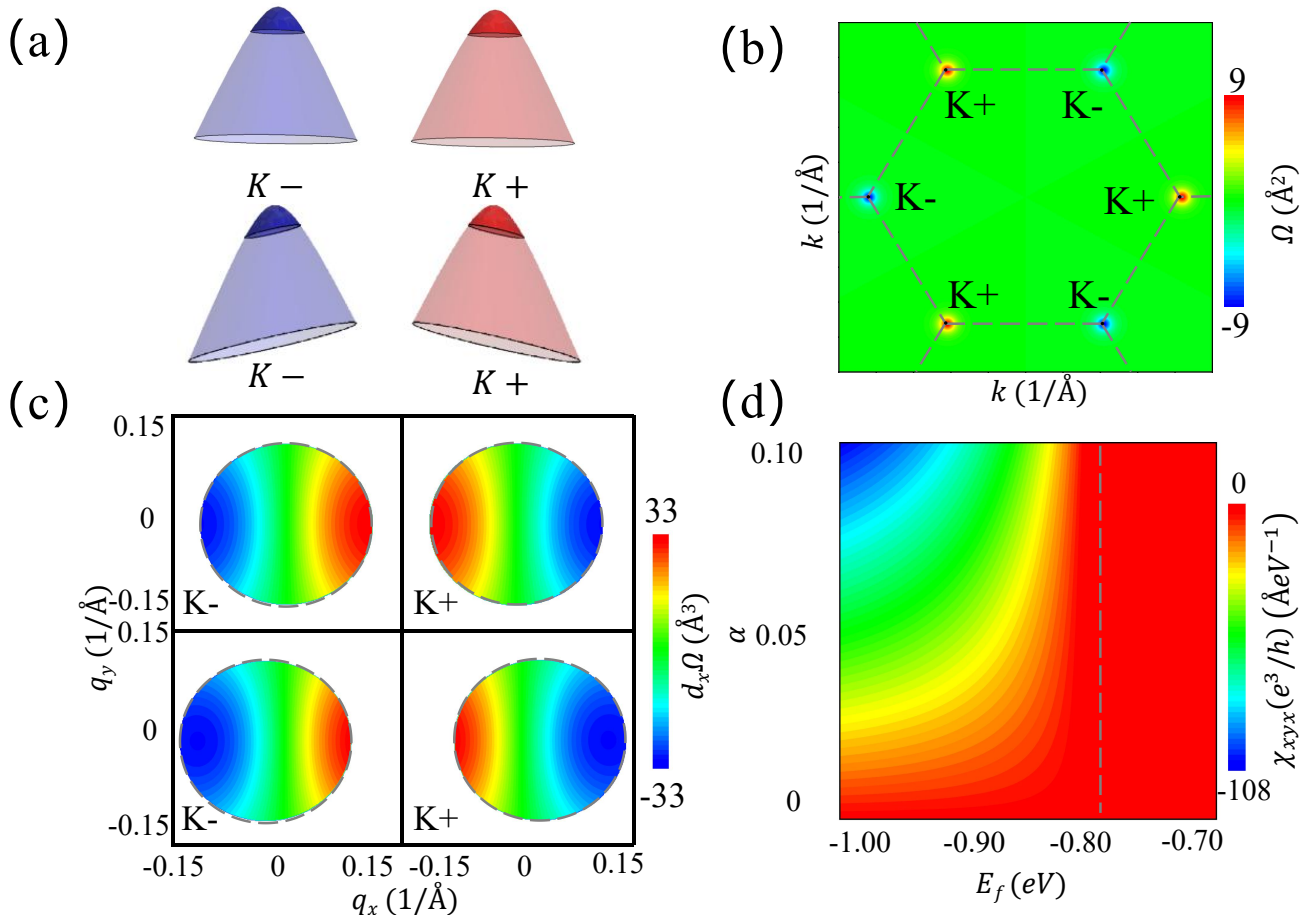 (a)
K −
K +
K −
K +
(b)
K+
K-
K-
K+
K+
K-
k (1/Å)
k (1/Å)
9
-9
Ω (Å²)
(c)
0.15
0
-0.15
0.15
0
-0.15
K-
K+
K-
K+
q_y (1/Å)
-0.15
0
0.15
-0.15
0
0.15
q_x (1/Å)
33
-33
d_xΩ (Å³)
(d)
0.10
0.05
0
α
-1.00
-0.90
-0.80
-0.70
E_f (eV)
0
-108
χ_xyx(e³/h) (ÅeV⁻¹)